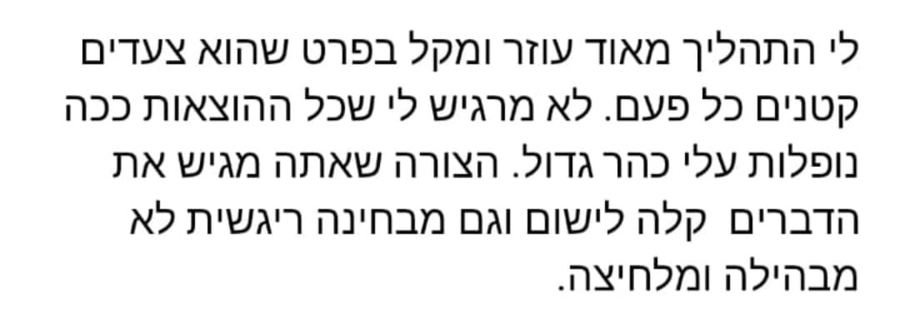 לי התהליך מאוד עוזר ומקל בפרט שהוא צעדים
קטנים כל פעם. לא מרגיש לי שכל ההוצאות ככה
נופלות עלי כהר גדול. הצורה שאתה מגיש את
הדברים  קלה לישום וגם מבחינה ריגשית לא
מבהילה ומלחיצה.